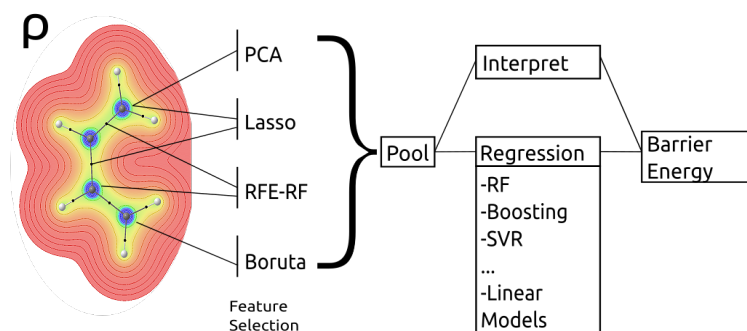 ρ
PCA
Lasso
RFE-RF
Boruta
Feature
Selection
Pool
Interpret
Regression
-RF
-Boosting
-SVR
...
-Linear
Models
Barrier
Energy